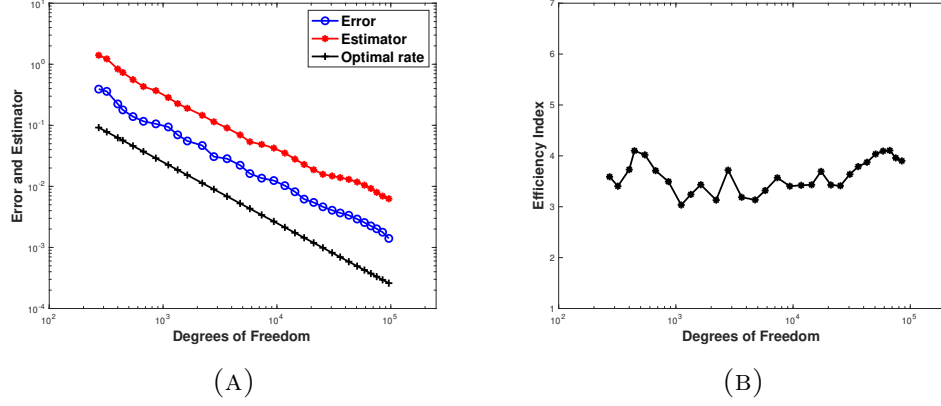 10^1
10^0
10^-1
10^-2
10^-3
10^-4
Error and Estimator
Error
Estimator
Optimal rate
10^2
10^3
10^4
10^5
Degrees of Freedom
(A)
7
6
5
4
3
2
1
Efficiency Index
10^2
10^3
10^4
10^5
Degrees of Freedom
(B)